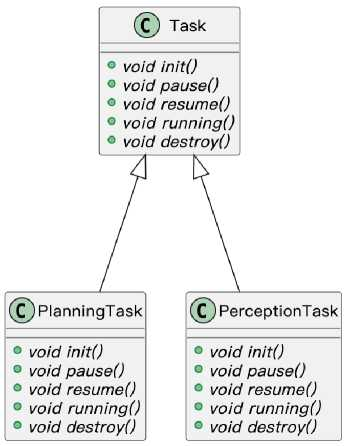 C Task
void init()
void pause()
void resume()
void running()
void destroy()
C PlanningTask
void init()
void pause()
void resume()
void running()
void destroy()
C PerceptionTask
void init()
void pause()
void resume()
void running()
void destroy()